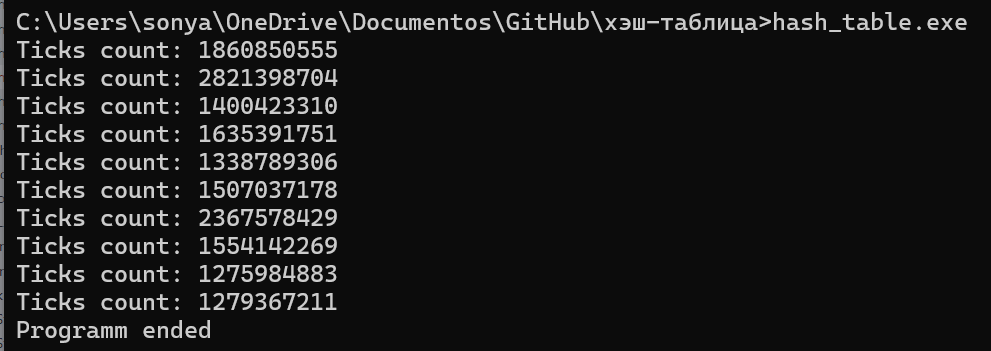 C:\Users\sonya\OneDrive\Documentos\GitHub\хэш-таблица>hash_table.exe
Ticks count: 1860850555
Ticks count: 2821398704
Ticks count: 1400423310
Ticks count: 1635391751
Ticks count: 1338789306
Ticks count: 1507037178
Ticks count: 2367578429
Ticks count: 1554142269
Ticks count: 1275984883
Ticks count: 1279367211
Programm ended